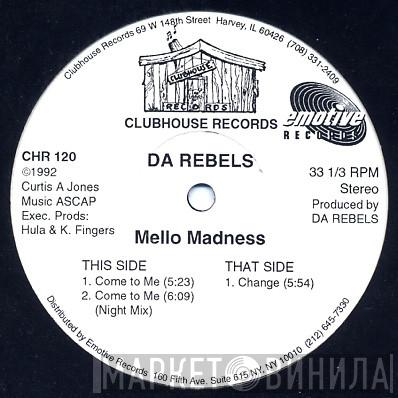 Clubhouse Records 69 W 148th Street Harvey, IL 60426 (708) 331-2409
CLUBHOUSE
RECORDS
CLUBHOUSE RECORDS
emotive
RECORDS
CHR 120
©1992
Curtis A Jones
Music ASCAP
Exec. Prods:
Hula & K. Fingers
DA REBELS
33 1/3 RPM
Stereo
Produced by
DA REBELS
Mello Madness
THIS SIDE
1. Come to Me (5:23)
2. Come to Me (6:09)
(Night Mix)
THAT SIDE
1. Change (5:54)
Distributed by Emotive Records, 160 Fifth Ave. Suite 615 NY, NY 10010 (212) 645-7330
МАРКЕТ ВИНИЛА